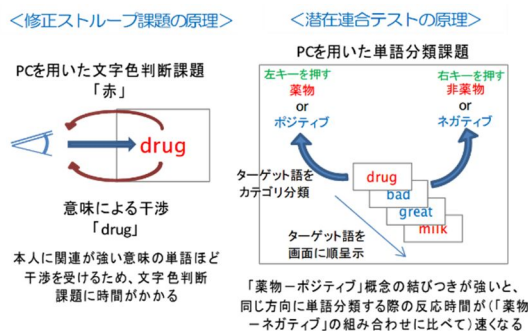 <修正ストループ課題の原理>
PCを用いた文字色判断課題
「赤」
drug
意味による干渉
「drug」
本人に関連が強い意味の単語ほど
干渉を受けるため、文字色判断
課題に時間がかかる
<潜在連合テストの原理>
PCを用いた単語分類課題
左キーを押す
薬物
or
ポジティブ
右キーを押す
非薬物
or
ネガティブ
ターゲット語を
カテゴリ分類
drug
bad
great
milk
ターゲット語を
画面に順呈示
「薬物－ポジティブ」概念の結びつきが強いと、
同じ方向に単語分類する際の反応時間が(「薬物
－ネガティブ」の組み合わせに比べて)速くなる